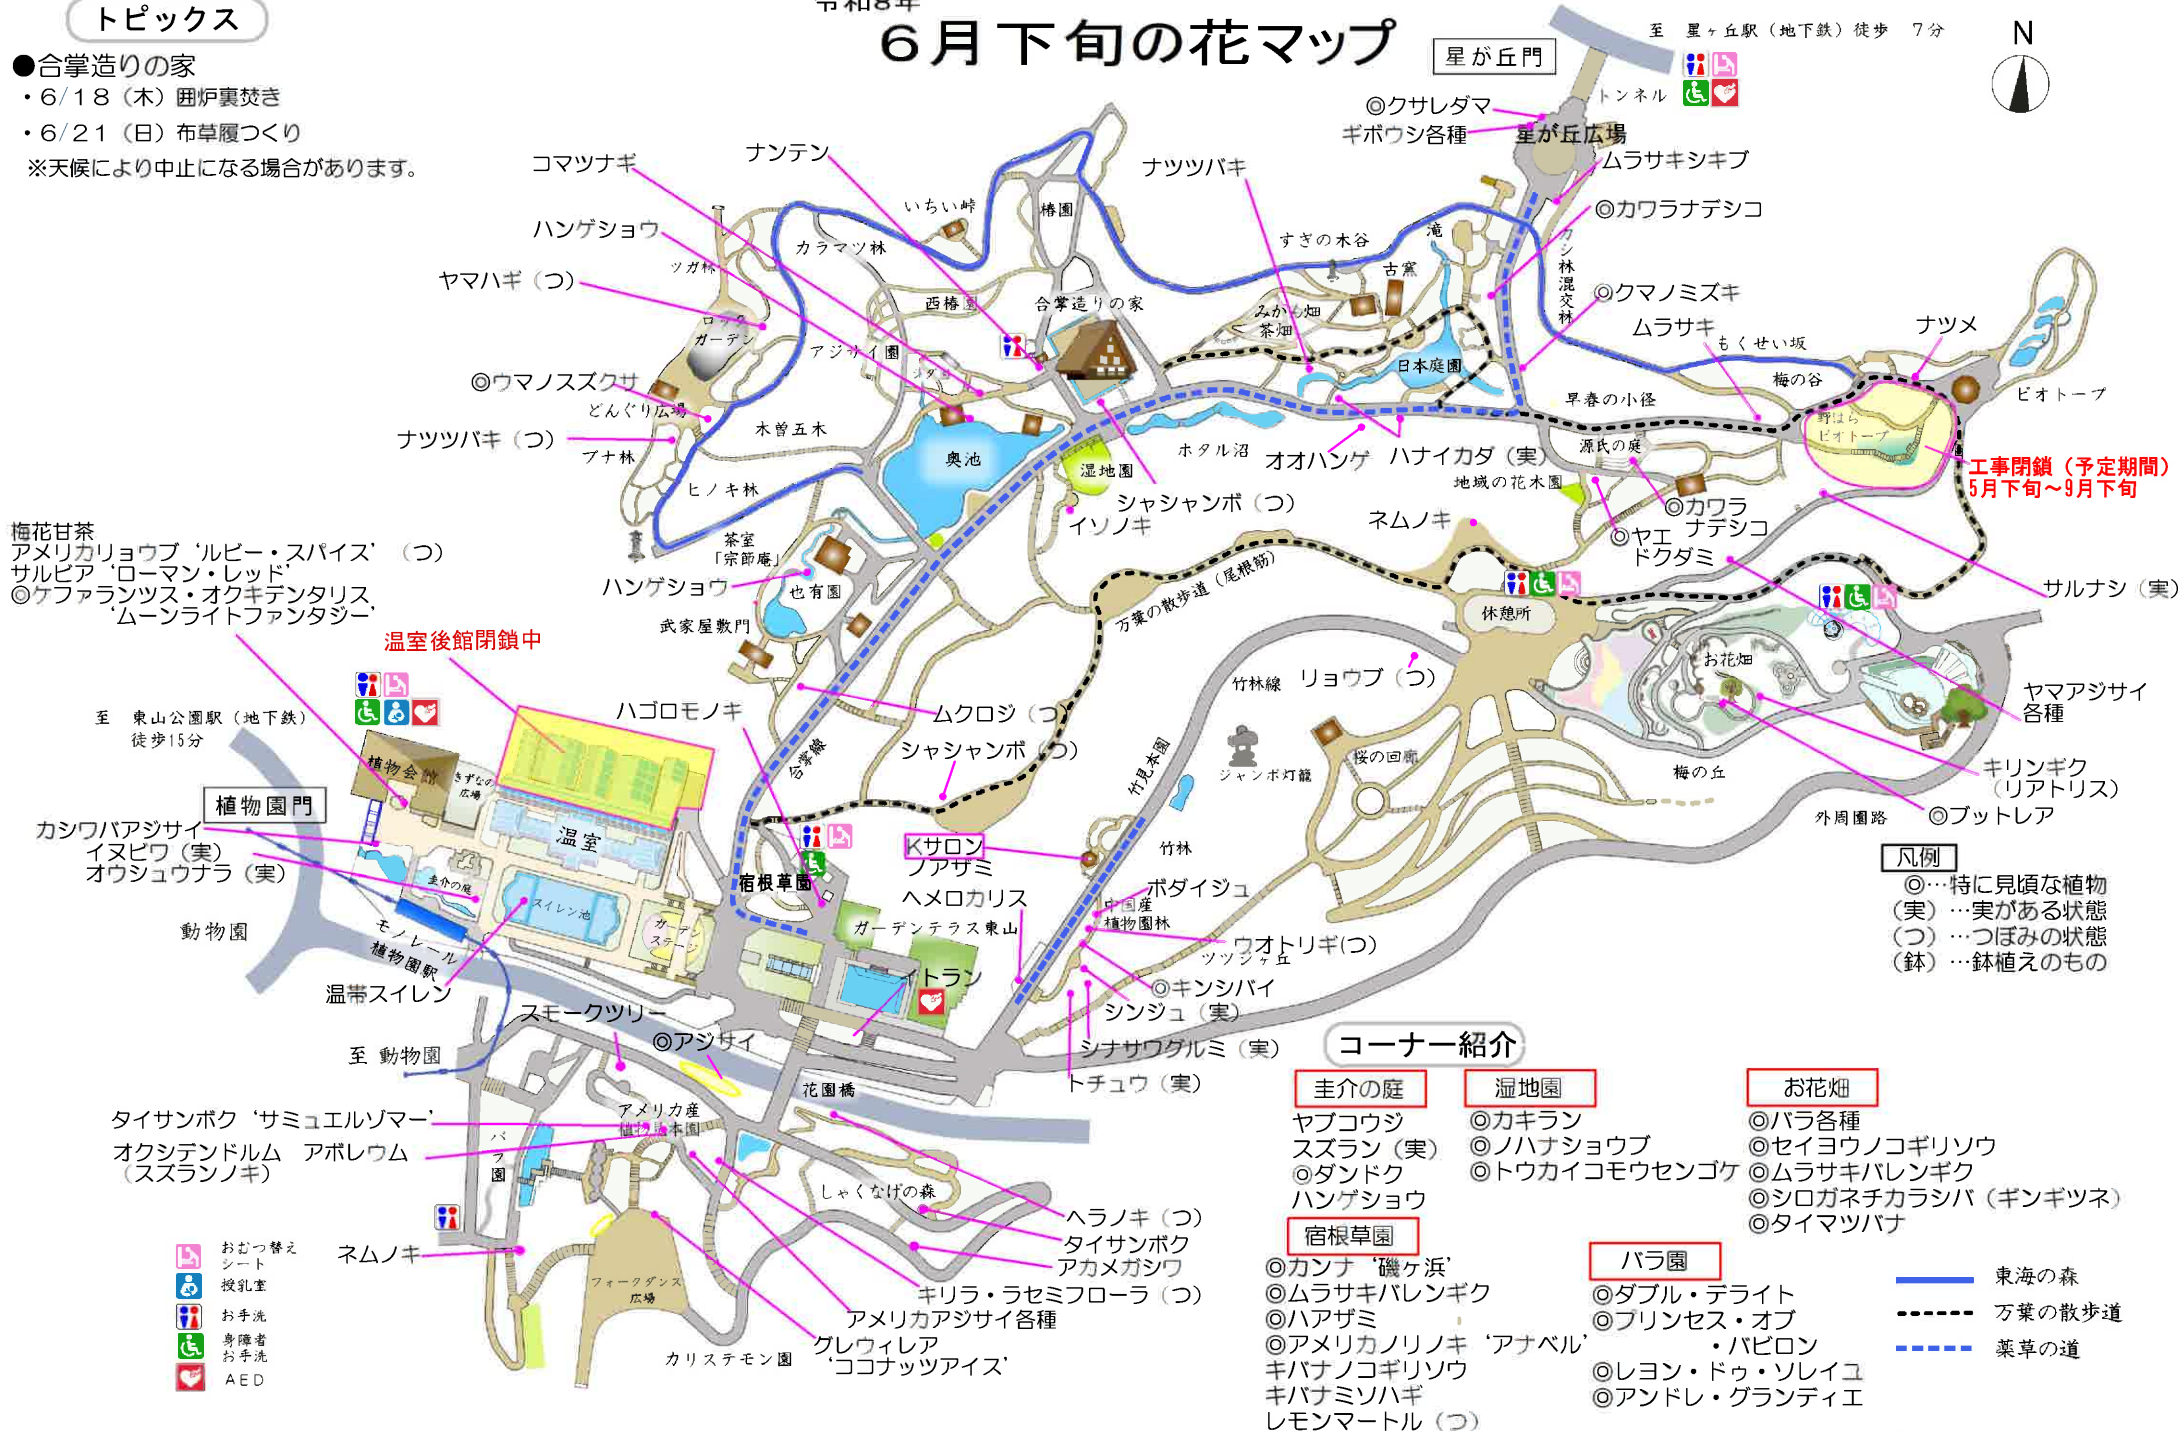 トピックス
●合掌造りの家
・6/18（木）囲炉裏焚き
・6/21（日）布草履つくり
※天候により中止になる場合があります。
令和8年
6月下旬の花マップ
星が丘門
至　星ヶ丘駅（地下鉄）徒歩　7分
N
トンネル
◎クサレダマ
ギボウシ各種
星が丘広場
ムラサキシキブ
◎カワラナデシコ
コマツナギ
ナンテン
ナツツバキ
ハンゲショウ
ヤマハギ（つ）
いちい峠
椿園
カラマツ林
ツガ林
すぎの木谷
滝
古窯
カシ林混交林
◎クマノミズキ
ムラサキ
もくせい坂
ナツメ
西椿園
合掌造りの家
みかん畑
茶畑
ロックガーデン
アジサイ園
シダ園
日本庭園
梅の谷
早春の小径
ビオトープ
野はら
ビオトープ
工事閉鎖（予定期間）
5月下旬～9月下旬
◎ウマノスズクサ
どんぐり広場
ナツツバキ（つ）
ブナ林
木曽五木
ヒノキ林
奥池
湿地園
ホタル沼
オオハンゲ
ハナイカダ（実）
源氏の庭
地域の花木園
シャシャンボ（つ）
イソノキ
ネムノキ
◎カワラ
ナデシコ
◎ヤエ
ドクダミ
サルナシ（実）
梅花甘茶
アメリカリョウブ‘ルビー・スパイス’（つ）
サルビア‘ローマン・レッド’
◎ケファランツス・オクキデンタリス
‘ムーンライトファンタジー’
茶室
「宗節庵」
ハンゲショウ
也有園
武家屋敷門
万葉の散歩道（尾根筋）
休憩所
お花畑
温室後館閉鎖中
至　東山公園駅（地下鉄）
徒歩15分
ハゴロモノキ
ムクロジ（つ）
シャシャンボ（つ）
合掌線
竹林線
リョウブ（つ）
ヤマアジサイ
各種
キリンギク
（リアトリス）
◎ブットレア
梅の丘
外周園路
桜の回廊
ジャンボ灯籠
竹見本園
竹林
植物会館
きずなの
広場
植物園門
温室
カシワバアジサイ
イヌビワ（実）
オウシュウナラ（実）
圭介の庭
スイレン池
ガーデン
ステージ
宿根草園
Kサロン
ノアザミ
ヘメロカリス
ガーデンテラス東山
ボダイジュ
中国産
植物園林
ウオトリギ(つ)
ツツジヶ丘
◎キンシバイ
シンジュ（実）
シナサワグルミ（実）
トチュウ（実）
イトラン
動物園
モノレール
植物園駅
温帯スイレン
スモークツリー
◎アジサイ
至 動物園
花園橋
タイサンボク‘サミュエルゾマー’
オクシデンドルム　アボレウム
（スズランノキ）
アメリカ産
植物見本園
バラ園
しゃくなげの森
ヘラノキ（つ）
タイサンボク
アカメガシワ
キリラ・ラセミフローラ（つ）
アメリカアジサイ各種
グレウィレア
‘ココナッツアイス’
ネムノキ
フォークダンス
広場
カリステモン園
おむつ替え
シート
授乳室
お手洗
身障者
お手洗
AED
凡例
◎…特に見頃な植物
（実）…実がある状態
（つ）…つぼみの状態
（鉢）…鉢植えのもの
コーナー紹介
圭介の庭
ヤブコウジ
スズラン（実）
◎ダンドク
ハンゲショウ
湿地園
◎カキラン
◎ノハナショウブ
◎トウカイコモウセンゴケ
お花畑
◎バラ各種
◎セイヨウノコギリソウ
◎ムラサキバレンギク
◎シロガネチカラシバ（ギンギツネ）
◎タイマツバナ
宿根草園
◎カンナ‘磯ヶ浜’
◎ムラサキバレンギク
◎ハアザミ
◎アメリカノリノキ‘アナベル’
キバナノコギリソウ
キバナミソハギ
レモンマートル（つ）
バラ園
◎ダブル・デライト
◎プリンセス・オブ
・バビロン
◎レヨン・ドゥ・ソレイユ
◎アンドレ・グランディエ
東海の森
万葉の散歩道
薬草の道